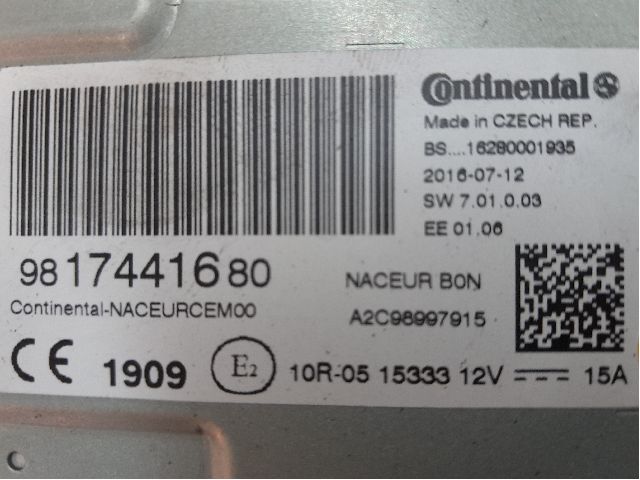 Continental
Made in CZECH REP.
BS....16280001935
2016-07-12
SW 7.01.0.03
EE 01.06
9817441680
NACEUR B0N
Continental-NACEURCEM00
A2C98997915
CE 1909 E2 10R-05 15333 12V 15A